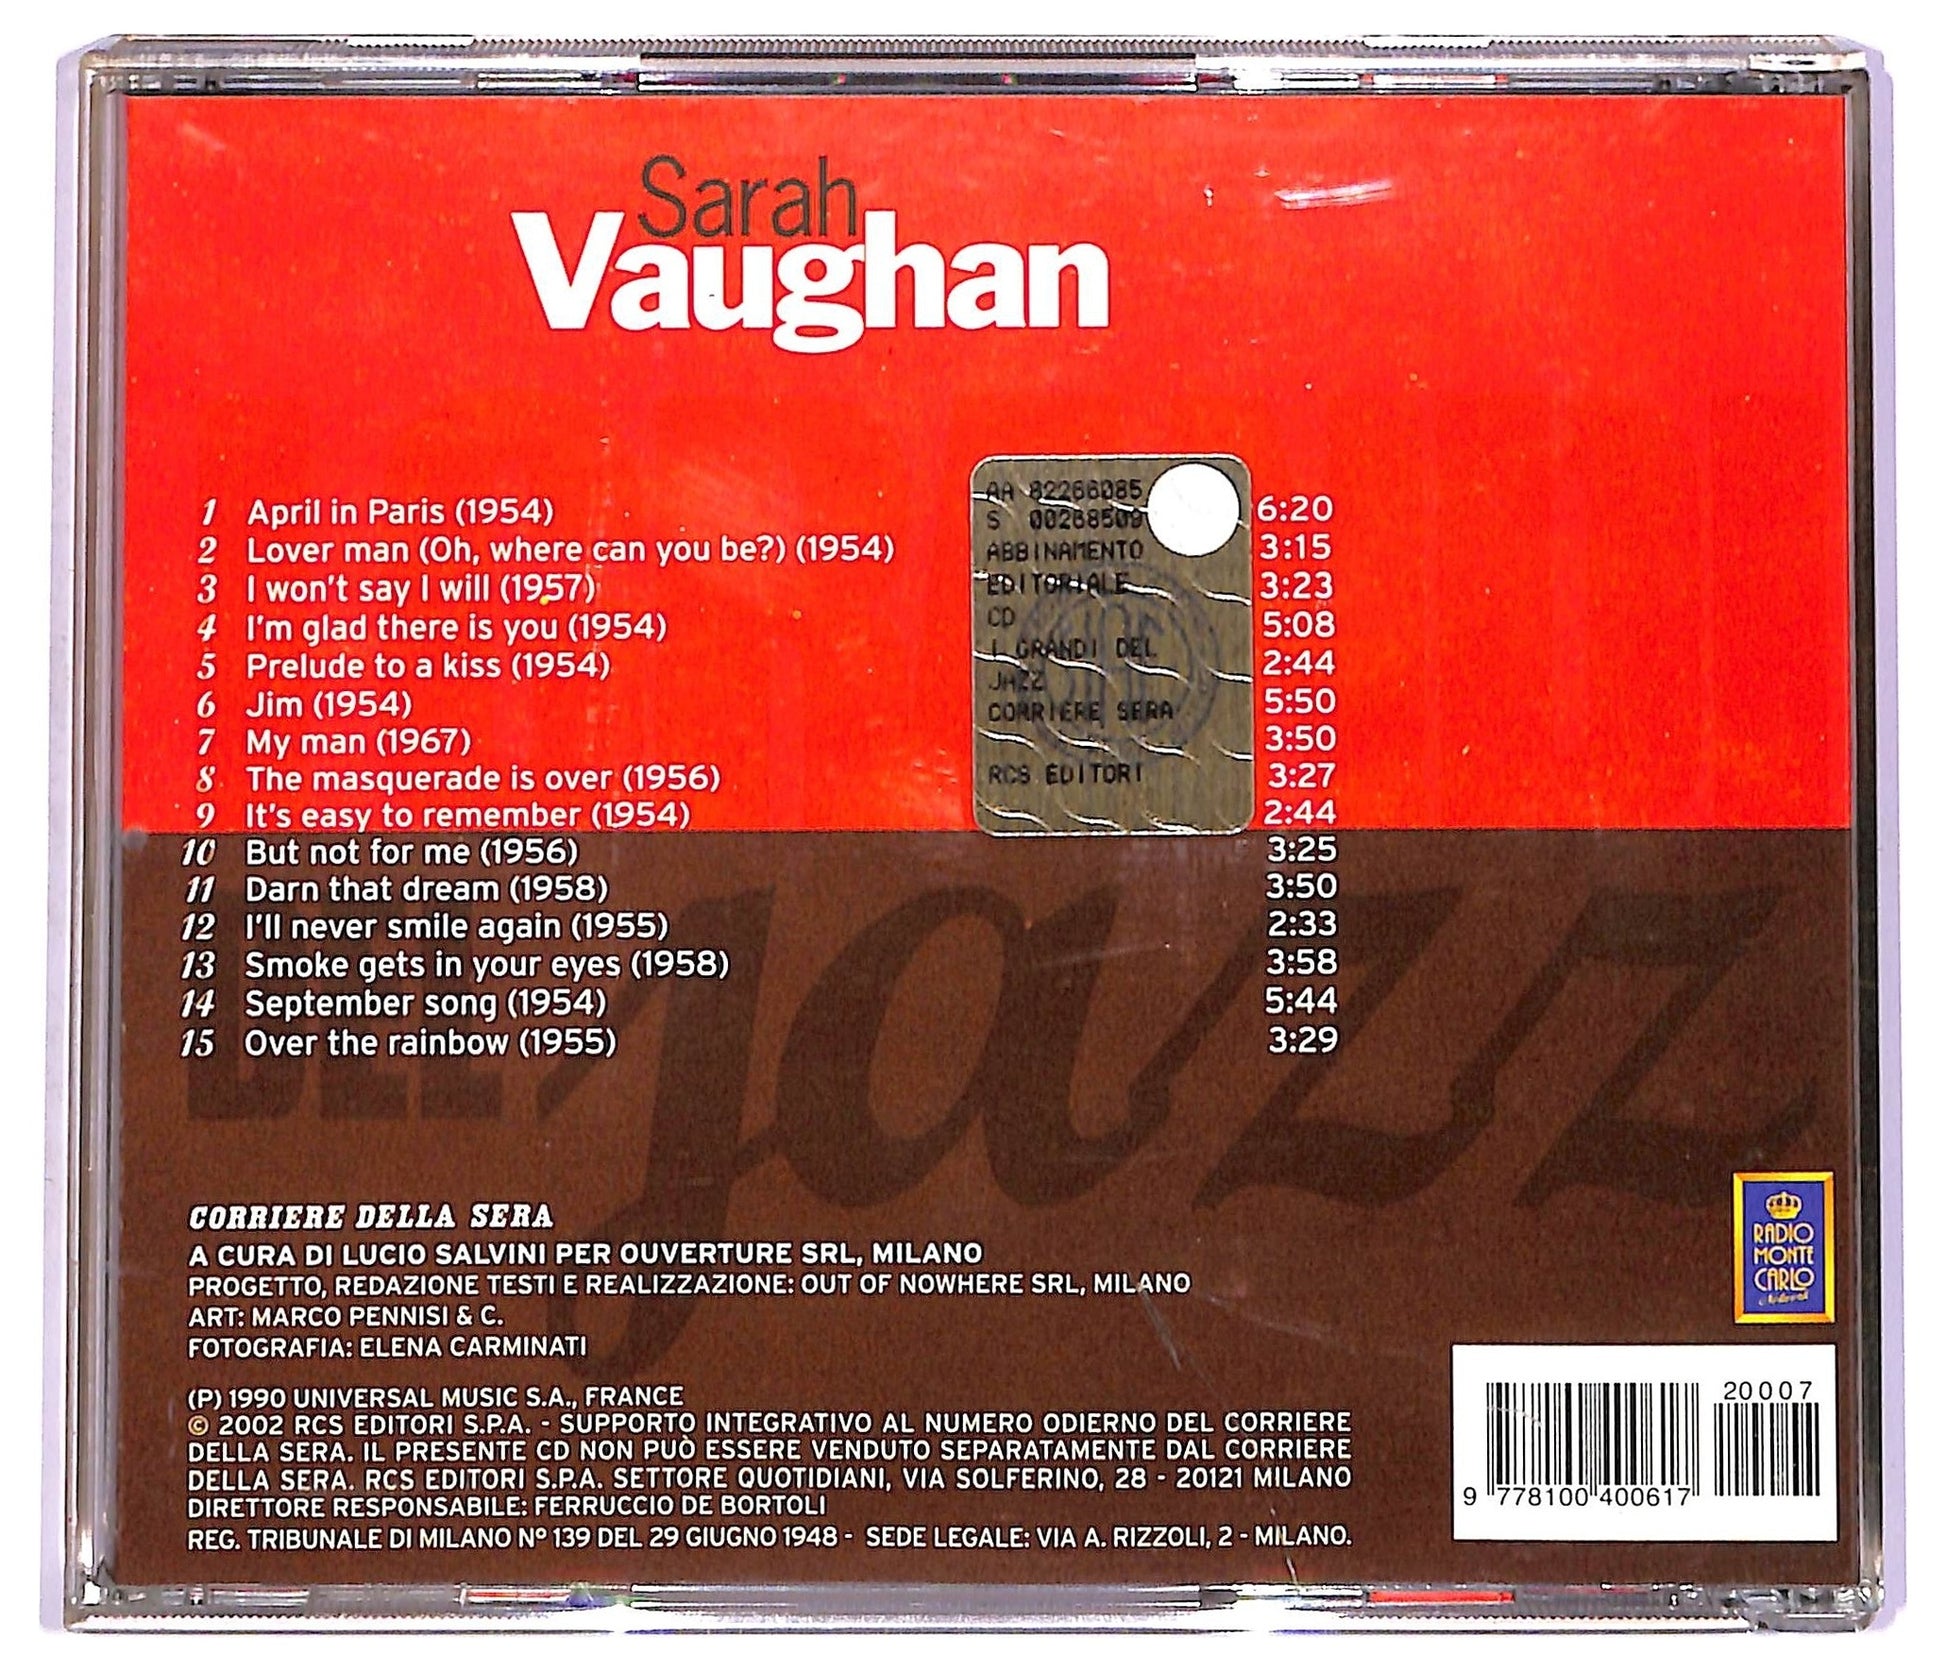 Sarah
Vaughan
1 April in Paris (1954) 6:20
2 Lover man (Oh, where can you be?) (1954) 3:15
3 I won't say I will (1957) 3:23
4 I'm glad there is you (1954) 5:08
5 Prelude to a kiss (1954) 2:44
6 Jim (1954) 5:50
7 My man (1967) 3:50
8 The masquerade is over (1956) 3:27
9 It's easy to remember (1954) 2:44
10 But not for me (1956) 3:25
11 Darn that dream (1958) 3:50
12 I'll never smile again (1955) 2:33
13 Smoke gets in your eyes (1958) 3:58
14 September song (1954) 5:44
15 Over the rainbow (1955) 3:29
AA 82266085
S 00268509
ABBINAMENTO
EDITORIALE
CD
I GRANDI DEL
JAZZ
CORRIERE SERA
RCS EDITORI
DEL jazz
CORRIERE DELLA SERA
A CURA DI LUCIO SALVINI PER OUVERTURE SRL, MILANO
PROGETTO, REDAZIONE TESTI E REALIZZAZIONE: OUT OF NOWHERE SRL, MILANO
ART: MARCO PENNISI & C.
FOTOGRAFIA: ELENA CARMINATI
(P) 1990 UNIVERSAL MUSIC S.A., FRANCE
© 2002 RCS EDITORI S.P.A. - SUPPORTO INTEGRATIVO AL NUMERO ODIERNO DEL CORRIERE
DELLA SERA. IL PRESENTE CD NON PUÒ ESSERE VENDUTO SEPARATAMENTE DAL CORRIERE
DELLA SERA. RCS EDITORI S.P.A. SETTORE QUOTIDIANI, VIA SOLFERINO, 28 - 20121 MILANO
DIRETTORE RESPONSABILE: FERRUCCIO DE BORTOLI
REG. TRIBUNALE DI MILANO Nº 139 DEL 29 GIUGNO 1948 - SEDE LEGALE: VIA A. RIZZOLI, 2 - MILANO.
RADIO
MONTE
CARLO
20007
9 778100 400617